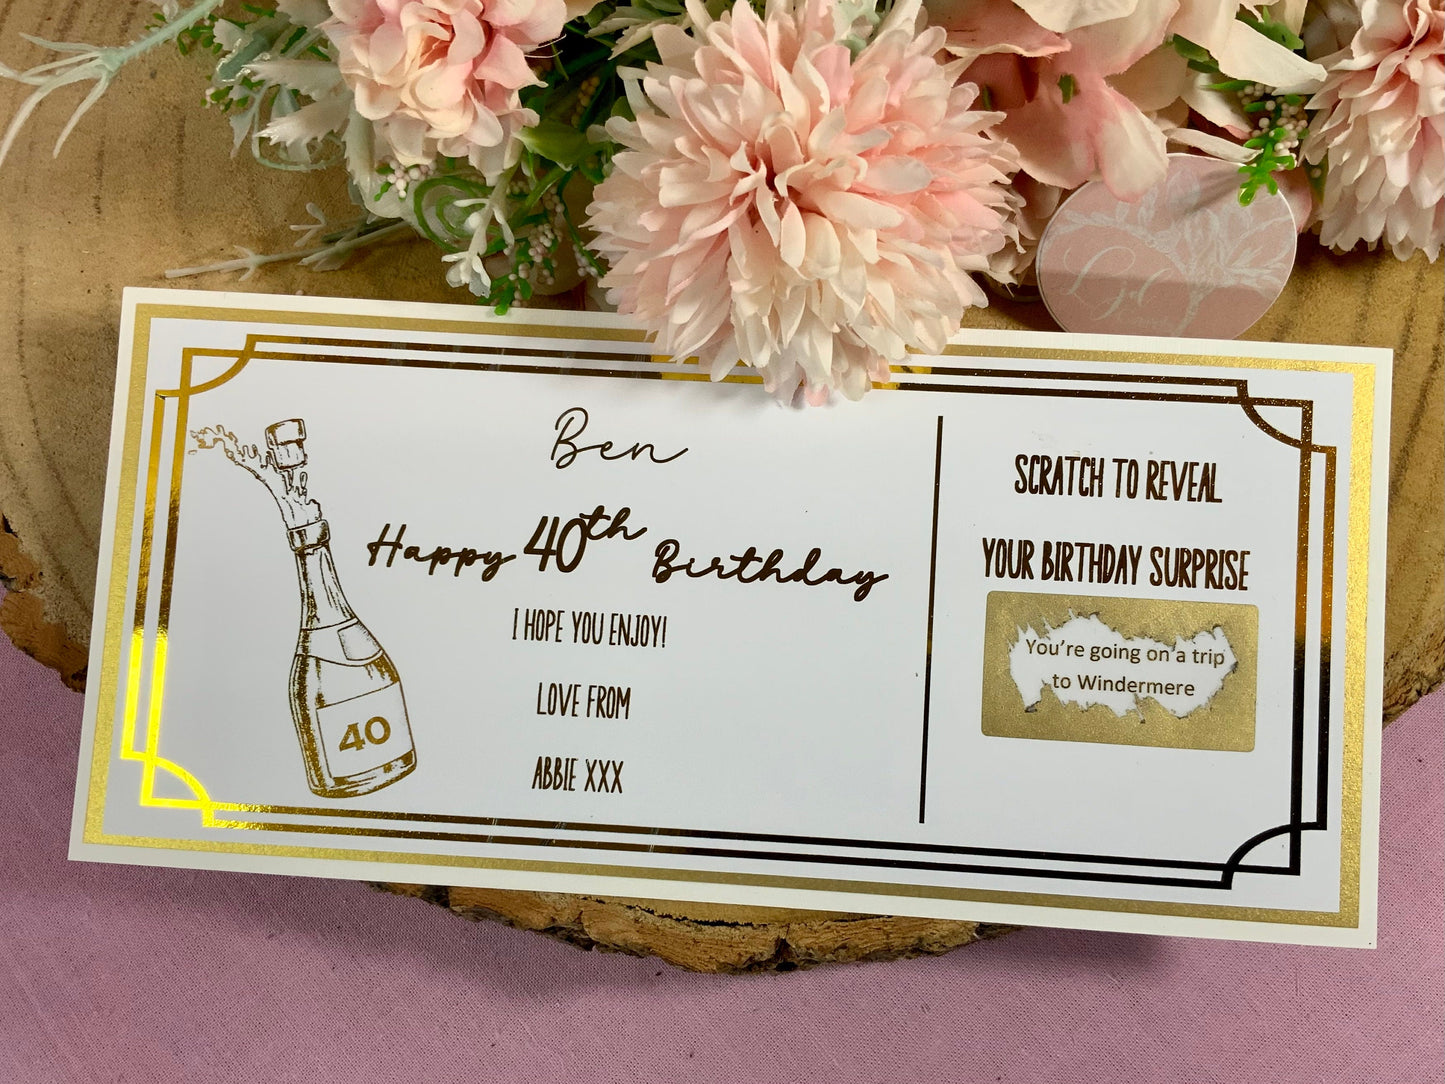 Ben
Happy 40th Birthday
I HOPE YOU ENJOY!
LOVE FROM
ABBIE XXX
40
SCRATCH TO REVEAL
YOUR BIRTHDAY SURPRISE
You're going on a trip
to Windermere